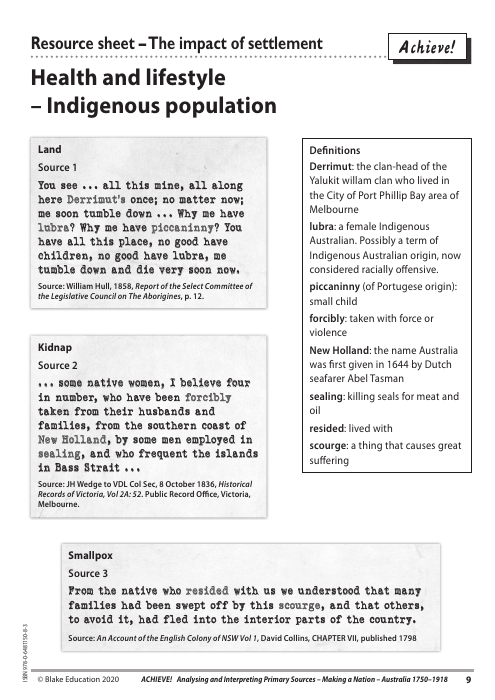 Resource sheet – The impact of settlement
Achieve!
Health and lifestyle
– Indigenous population
Land
Source 1
You see ... all this mine, all along
here Derrimut's once; no matter now;
me soon tumble down ... Why me have
lubra? Why me have piccaninny? You
have all this place, no good have
children, no good have lubra, me
tumble down and die very soon now.
Source: William Hull, 1858, Report of the Select Committee of
the Legislative Council on The Aborigines, p. 12.
Kidnap
Source 2
... some native women, I believe four
in number, who have been forcibly
taken from their husbands and
families, from the southern coast of
New Holland, by some men employed in
sealing, and who frequent the islands
in Bass Strait ...
Source: JH Wedge to VDL Col Sec, 8 October 1836, Historical
Records of Victoria, Vol 2A: 52. Public Record Office, Victoria,
Melbourne.
Definitions
Derrimut: the clan-head of the
Yalukit willam clan who lived in
the City of Port Phillip Bay area of
Melbourne
lubra: a female Indigenous
Australian. Possibly a term of
Indigenous Australian origin, now
considered racially offensive.
piccaninny (of Portugese origin):
small child
forcibly: taken with force or
violence
New Holland: the name Australia
was first given in 1644 by Dutch
seafarer Abel Tasman
sealing: killing seals for meat and
oil
resided: lived with
scourge: a thing that causes great
suffering
Smallpox
Source 3
From the native who resided with us we understood that many
families had been swept off by this scourge, and that others,
to avoid it, had fled into the interior parts of the country.
Source: An Account of the English Colony of NSW Vol 1, David Collins, CHAPTER VII, published 1798
ISBN 978-0-6481150-8-3
© Blake Education 2020
ACHIEVE! Analysing and Interpreting Primary Sources – Making a Nation – Australia 1750–1918
9